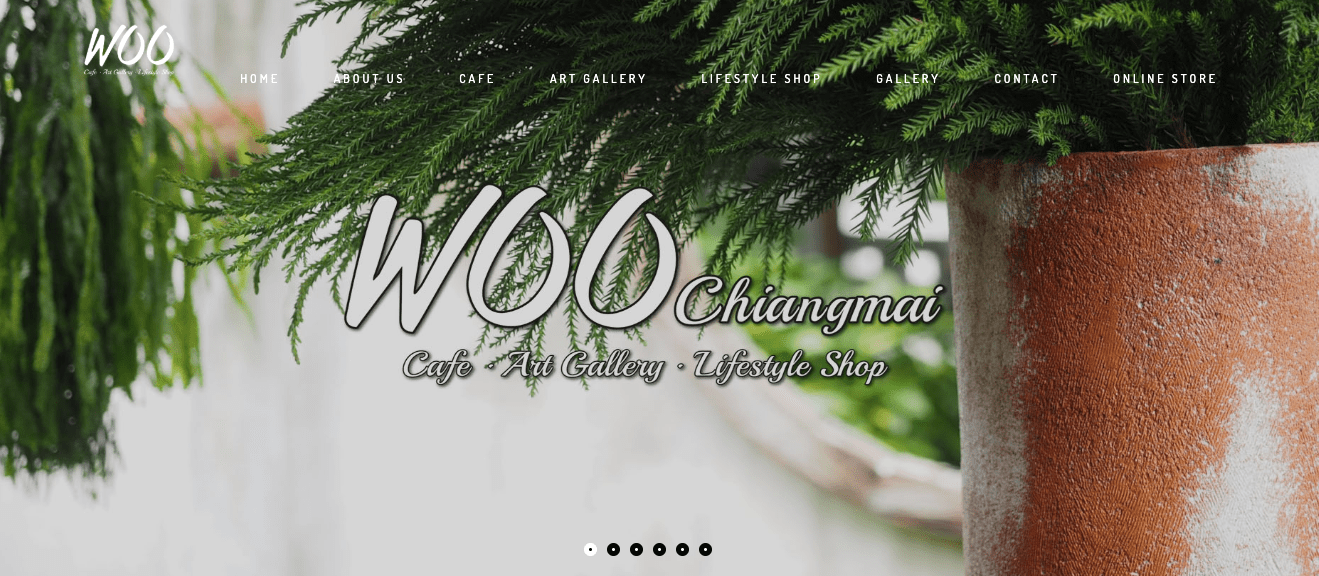 WOO
Cafe · Art Gallery · Lifestyle Shop
HOME ABOUT US CAFE ART GALLERY LIFESTYLE SHOP GALLERY CONTACT ONLINE STORE
WOO Chiangmai
Cafe · Art Gallery · Lifestyle Shop